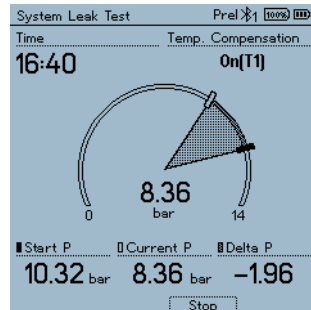 System Leak Test Prel 1 100%
Time Temp. Compensation
16:40 On(T1)
8.36
bar
0 14
Start P Current P Delta P
10.32 bar 8.36 bar -1.96
Stop